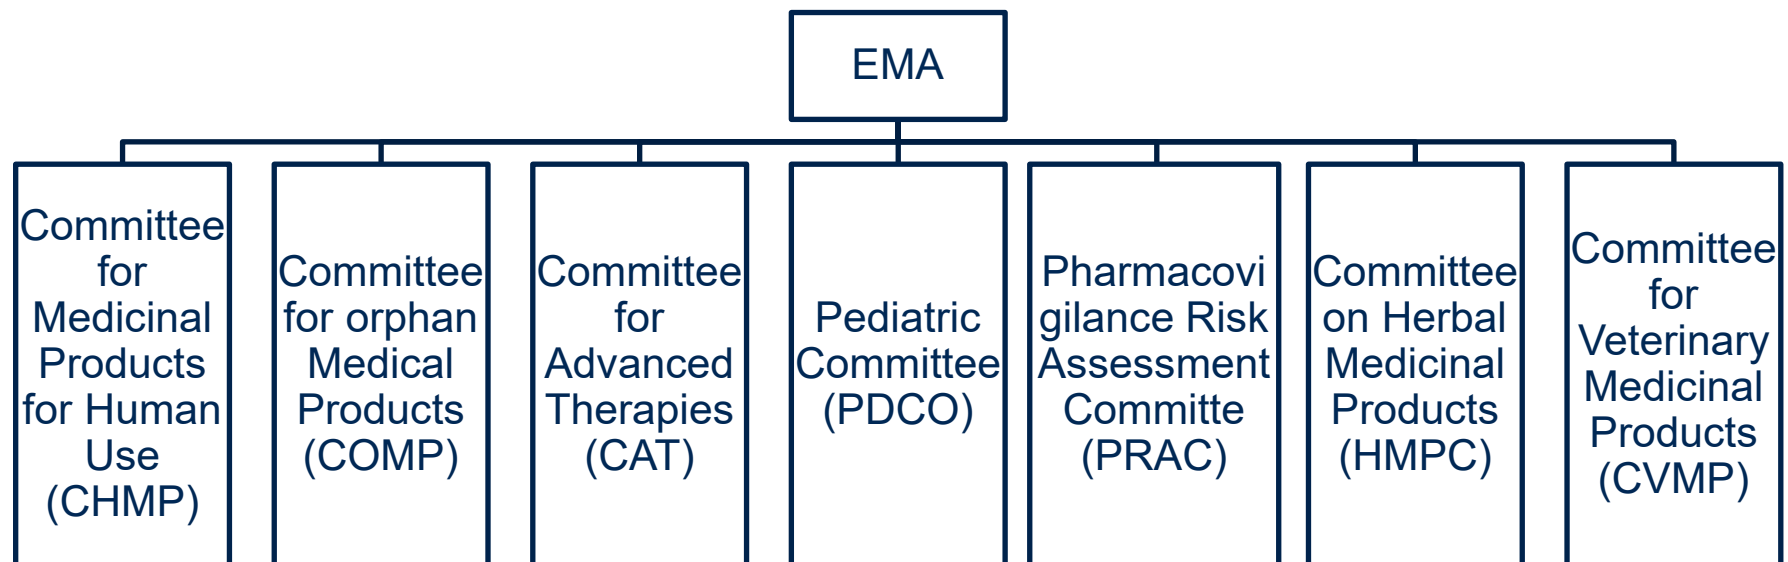 EMA
Committee
for
Medicinal
Products
for Human
Use
(CHMP)
Committee
for orphan
Medical
Products
(COMP)
Committee
for
Advanced
Therapies
(CAT)
Pediatric
Committee
(PDCO)
Pharmacovi
gilance Risk
Assessment
Committe
(PRAC)
Committee
on Herbal
Medicinal
Products
(HMPC)
Committee
for
Veterinary
Medicinal
Products
(CVMP)